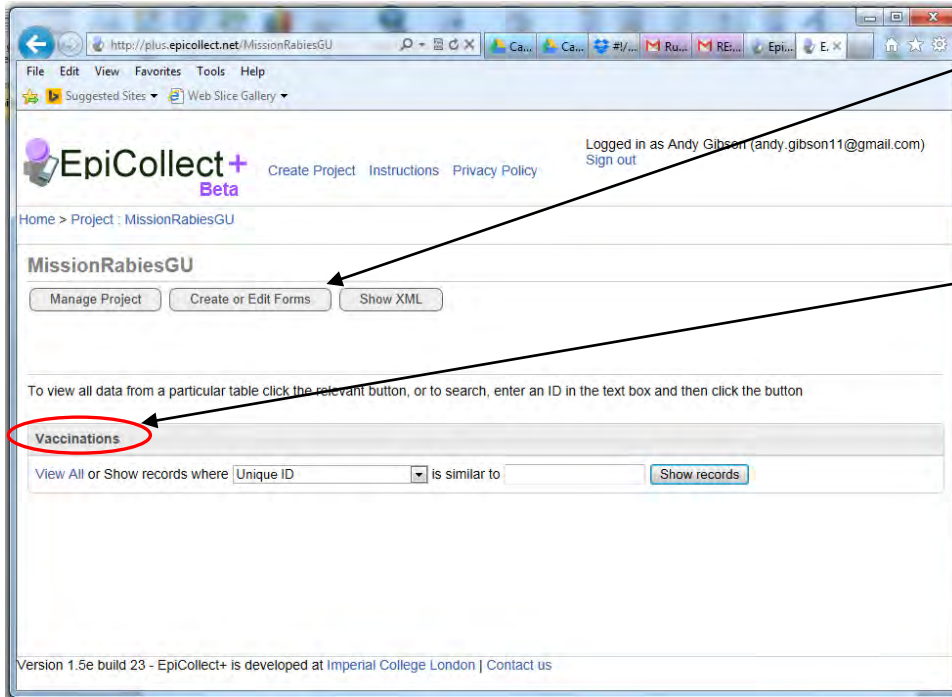 http://plus.epicollect.net/MissionRabiesGU
Ca... Ca... #!/... Ru... RE:... Epi... E.
File Edit View Favorites Tools Help
Suggested Sites Web Slice Gallery
EpiCollect+
Beta
Create Project Instructions Privacy Policy
Logged in as Andy Gibson (andy.gibson11@gmail.com)
Sign out
Home > Project : MissionRabiesGU
MissionRabiesGU
Manage Project Create or Edit Forms Show XML
To view all data from a particular table click the relevant button, or to search, enter an ID in the text box and then click the button
Vaccinations
View All or Show records where Unique ID is similar to Show records
Version 1.5e build 23 - EpiCollect+ is developed at Imperial College London | Contact us